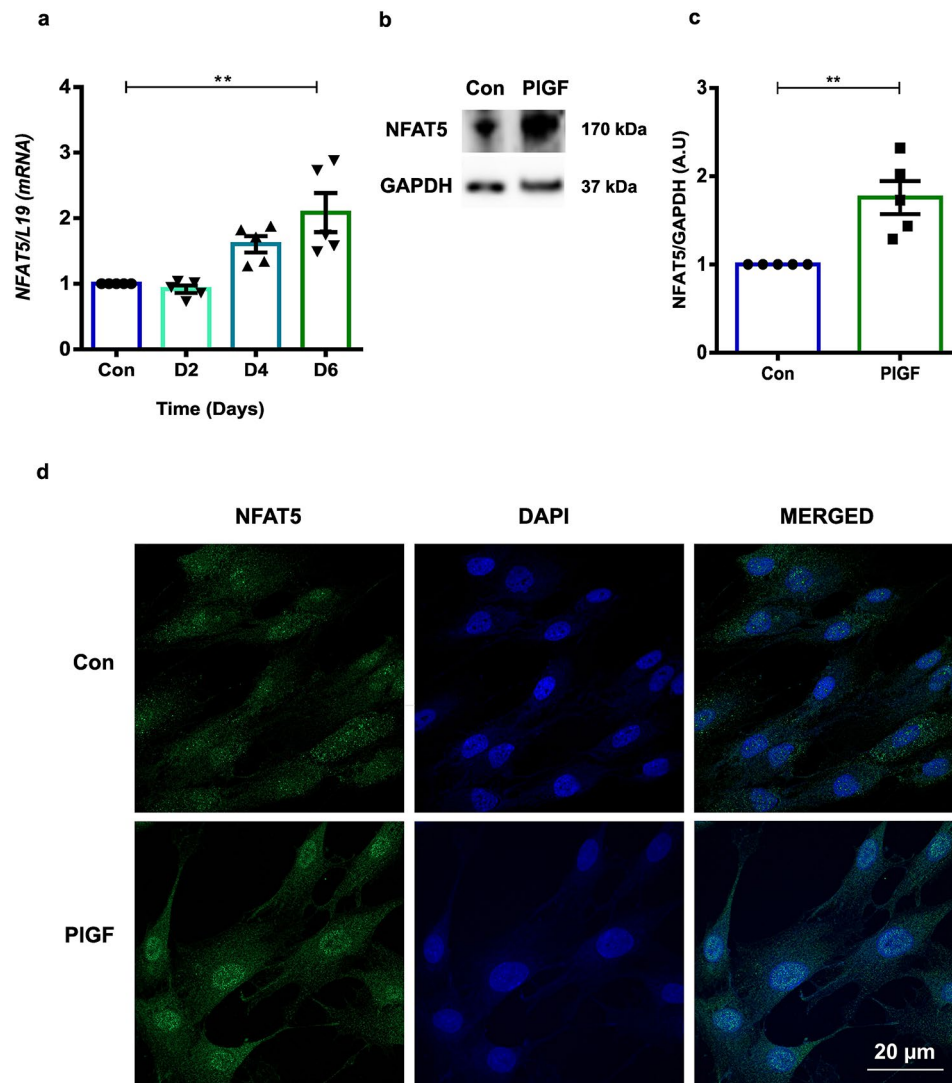 a
**
4
3
2
1
0
NFAT5/L19 (mRNA)
Con D2 D4 D6
Time (Days)
b
Con PlGF
NFAT5 170 kDa
GAPDH 37 kDa
c
**
3
2
1
0
NFAT5/GAPDH (A.U)
Con PlGF
d
NFAT5 DAPI MERGED
Con
PlGF
20 µm